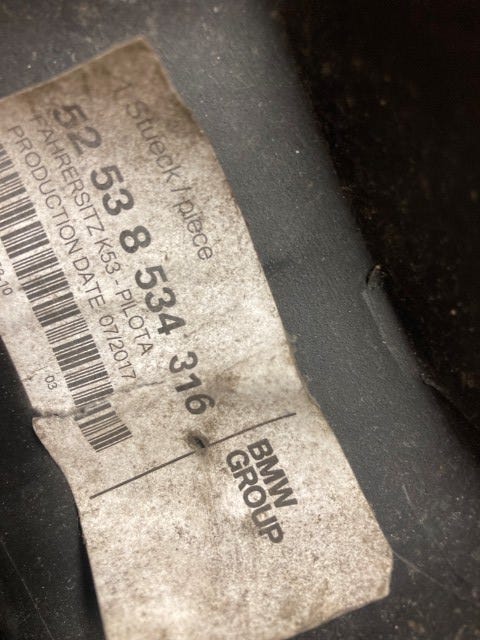 1 Stueck / piece
52 53 8 534 316
FAHRERSITZ K53 - PILOTA
PRODUCTION DATE 07/2017
03
BMW
GROUP